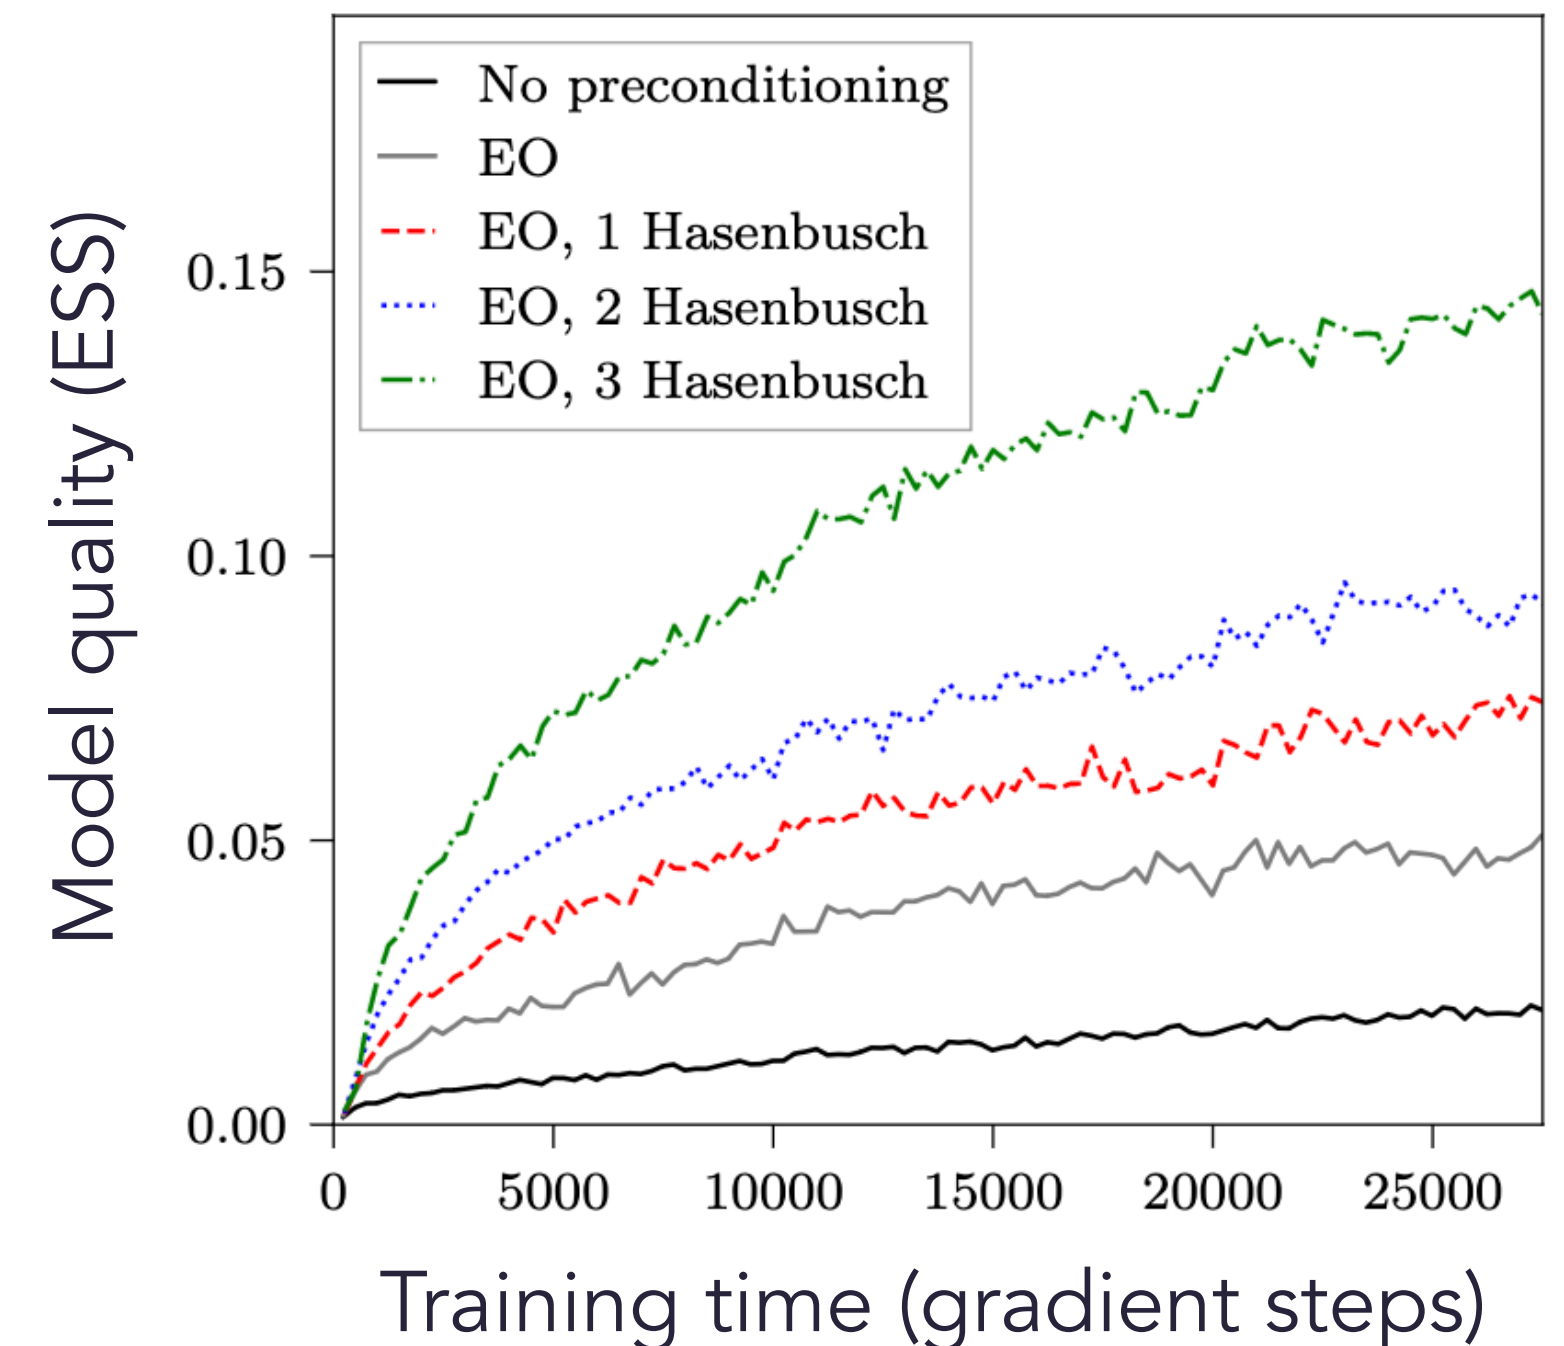 No preconditioning
EO
EO, 1 Hasenbusch
EO, 2 Hasenbusch
EO, 3 Hasenbusch
Model quality (ESS)
0.15
0.10
0.05
0.00
0 5000 10000 15000 20000 25000
Training time (gradient steps)